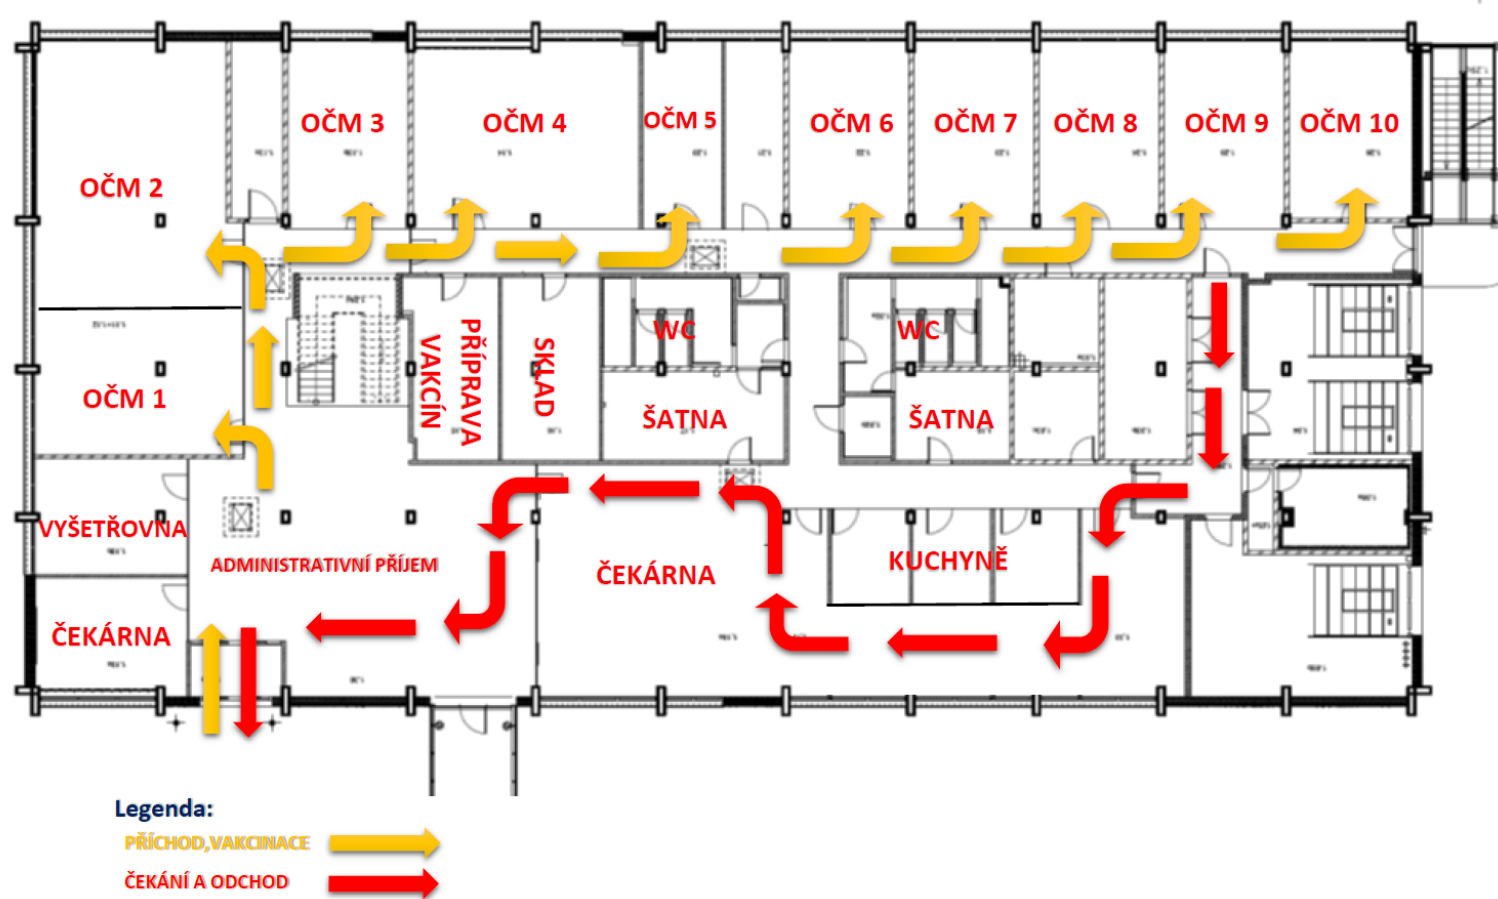 OČM 3
OČM 4
OČM 5
OČM 6
OČM 7
OČM 8
OČM 9
OČM 10
OČM 2
OČM 1
PŘÍPRAVA
VAKCÍN
SKLAD
WC
WC
ŠATNA
ŠATNA
VYŠETŘOVNA
ADMINISTRATIVNÍ PŘÍJEM
ČEKÁRNA
KUCHYNĚ
ČEKÁRNA
Legenda:
PŘÍCHOD,VAKCINACE
ČEKÁNÍ A ODCHOD